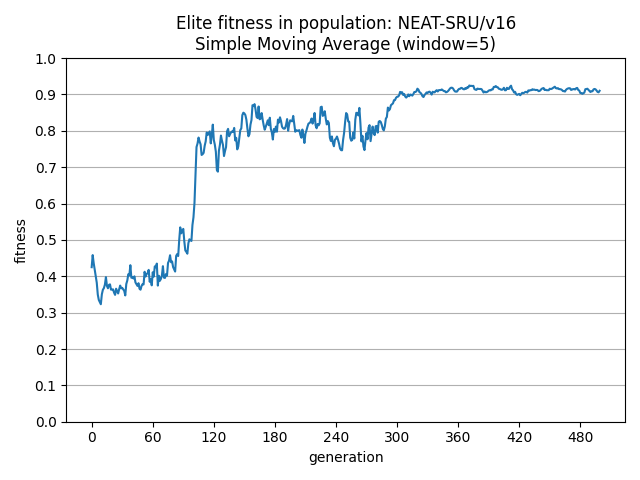 Elite fitness in population: NEAT-SRU/v16
Simple Moving Average (window=5)
1.0
0.9
0.8
0.7
0.6
0.5
0.4
0.3
0.2
0.1
0.0
fitness
0 60 120 180 240 300 360 420 480
generation